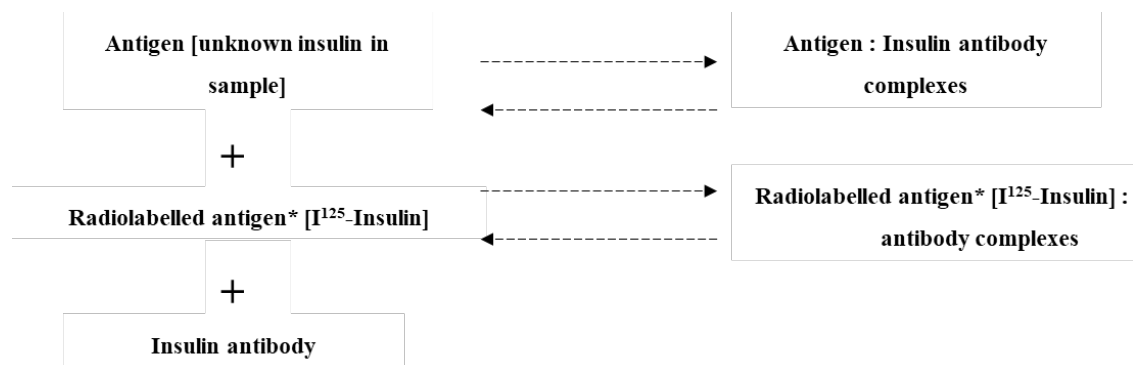 Antigen [unknown insulin in
sample]
Antigen : Insulin antibody
complexes
+
Radiolabelled antigen* [I¹²⁵-Insulin]
Radiolabelled antigen* [I¹²⁵-Insulin] :
antibody complexes
+
Insulin antibody